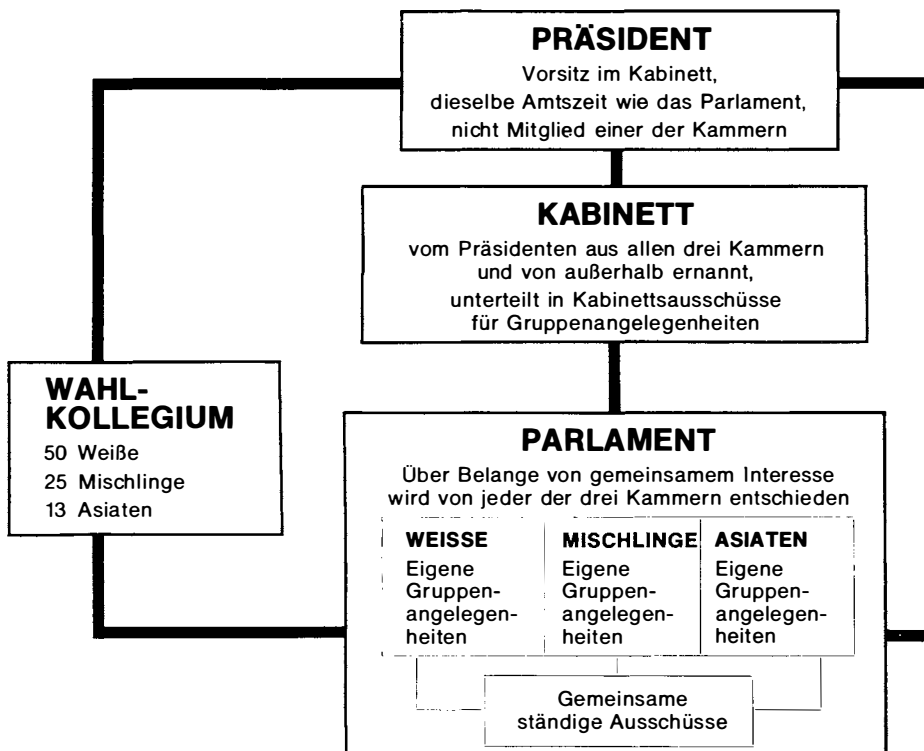 PRÄSIDENT
Vorsitz im Kabinett,
dieselbe Amtszeit wie das Parlament,
nicht Mitglied einer der Kammern
KABINETT
vom Präsidenten aus allen drei Kammern
und von außerhalb ernannt,
unterteilt in Kabinettsausschüsse
für Gruppenangelegenheiten
WAHL-
KOLLEGIUM
50 Weiße
25 Mischlinge
13 Asiaten
PARLAMENT
Über Belange von gemeinsamem Interesse
wird von jeder der drei Kammern entschieden
WEISSE
Eigene
Gruppen-
angelegen-
heiten
MISCHLINGE
Eigene
Gruppen-
angelegen-
heiten
ASIATEN
Eigene
Gruppen-
angelegen-
heiten
Gemeinsame
ständige Ausschüsse